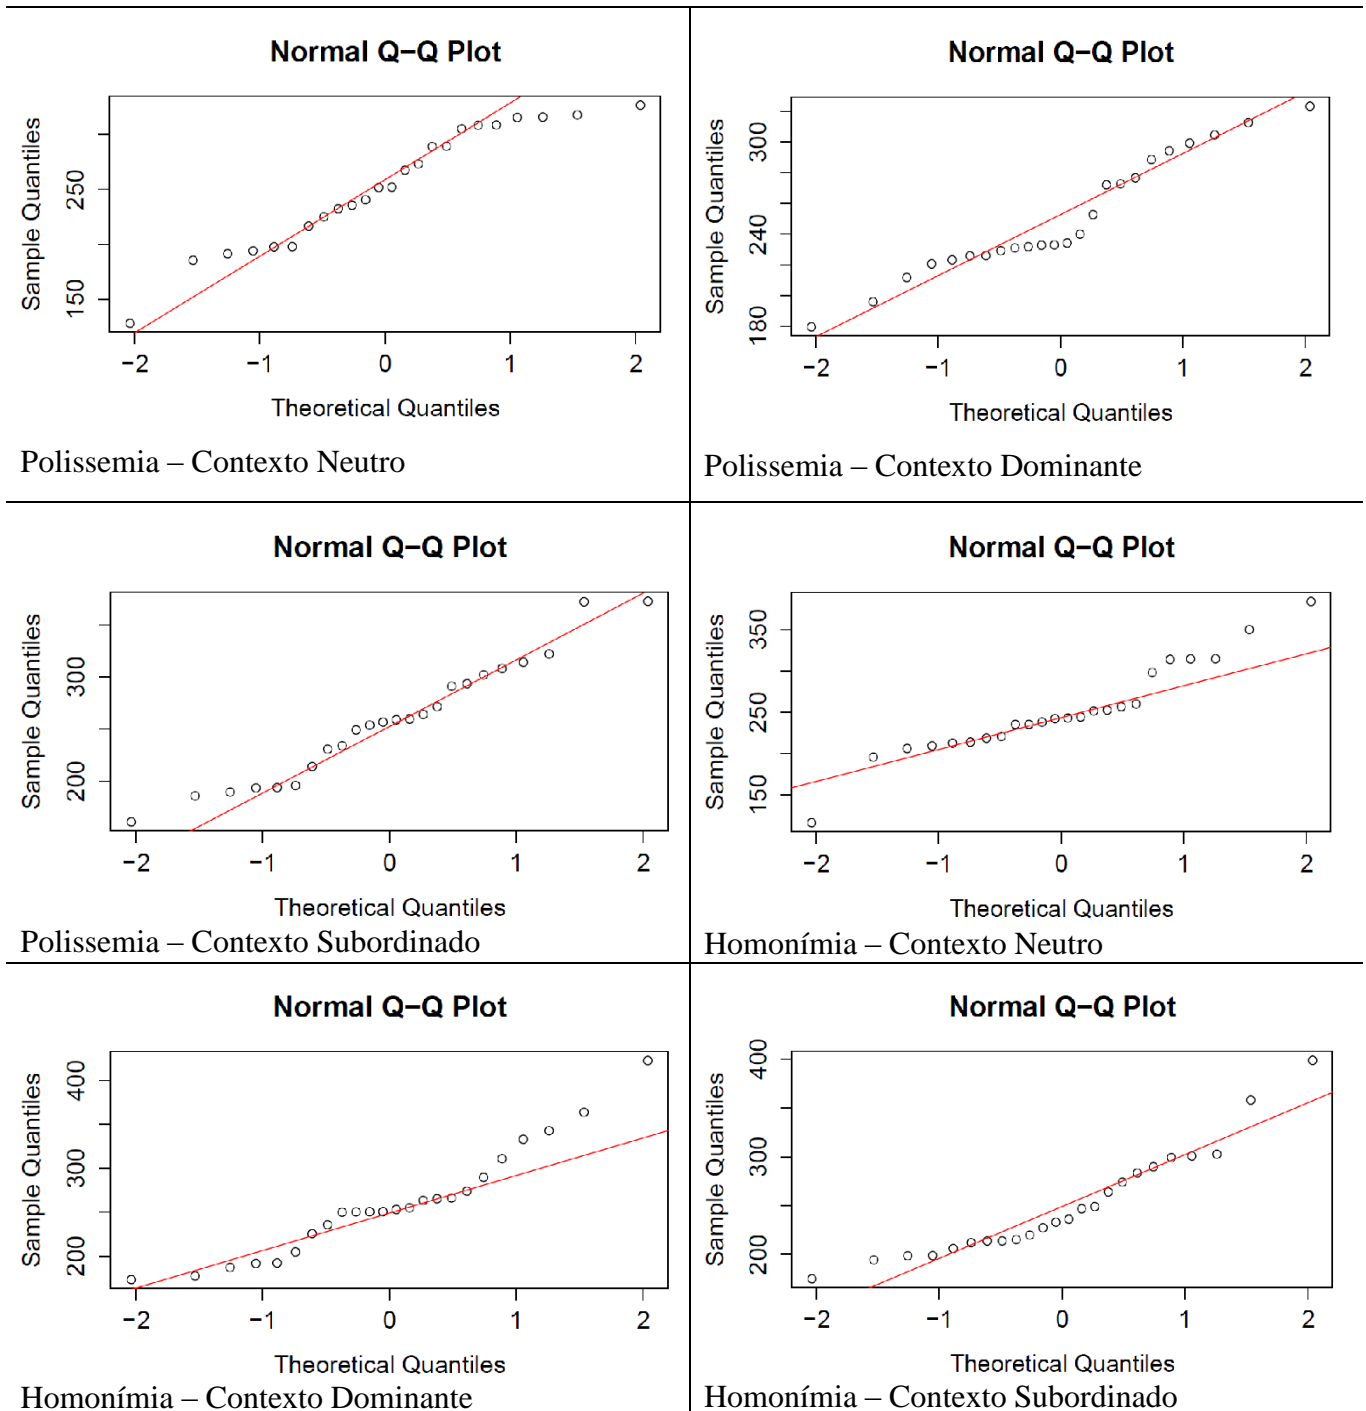 Normal Q−Q Plot
Sample Quantiles
150
250
−2
−1
0
1
2
Theoretical Quantiles
Polissemia – Contexto Neutro
Normal Q−Q Plot
Sample Quantiles
180
240
300
−2
−1
0
1
2
Theoretical Quantiles
Polissemia – Contexto Dominante
Normal Q−Q Plot
Sample Quantiles
200
300
−2
−1
0
1
2
Theoretical Quantiles
Polissemia – Contexto Subordinado
Normal Q−Q Plot
Sample Quantiles
150
250
350
−2
−1
0
1
2
Theoretical Quantiles
Homonímia – Contexto Neutro
Normal Q−Q Plot
Sample Quantiles
200
300
400
−2
−1
0
1
2
Theoretical Quantiles
Homonímia – Contexto Dominante
Normal Q−Q Plot
Sample Quantiles
200
300
400
−2
−1
0
1
2
Theoretical Quantiles
Homonímia – Contexto Subordinado